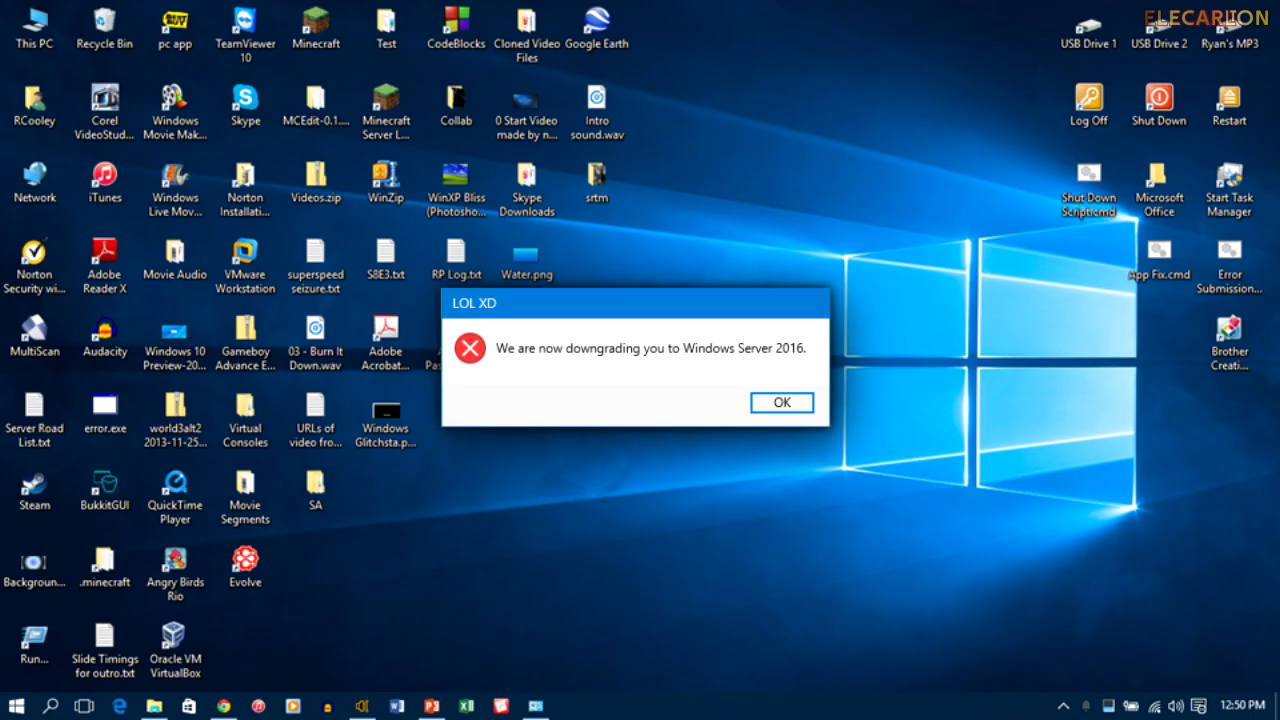 This PC
Recycle Bin
pc app
TeamViewer
10
Minecraft
Test
CodeBlocks
Cloned Video
Files
Google Earth
USB Drive 1
USB Drive 2
Ryan's MP3
ELECARTION
RCooley
Corel
VideoStud...
Windows
Movie Mak...
Skype
MCEdit-0.1....
Minecraft
Server L...
Collab
0 Start Video
made by n...
Intro
sound.wav
Log Off
Shut Down
Restart
Network
iTunes
Windows
Live Mov...
Norton
Installati...
Videos.zip
WinZip
WinXP Bliss
(Photosho...
Skype
Downloads
srtm
Shut Down
Script.cmd
Microsoft
Office
Start Task
Manager
Norton
Security wi...
Adobe
Reader X
Movie Audio
VMware
Workstation
superspeed
seizure.txt
S8E3.txt
RP Log.txt
Water.png
App Fix.cmd
Error
Submission...
LOL XD
We are now downgrading you to Windows Server 2016.
OK
MultiScan
Audacity
Windows 10
Preview-20...
Gameboy
Advance E...
03 - Burn It
Down.wav
Adobe
Acrobat...
Brother
Creati...
Server Road
List.txt
error.exe
world3alt2
2013-11-25...
Virtual
Consoles
URLs of
video fro...
Windows
Glitchsta.p...
Steam
BukkitGUI
QuickTime
Player
Movie
Segments
SA
Backgroun...
.minecraft
Angry Birds
Rio
Evolve
Run...
Slide Timings
for outro.txt
Oracle VM
VirtualBox
12:50 PM